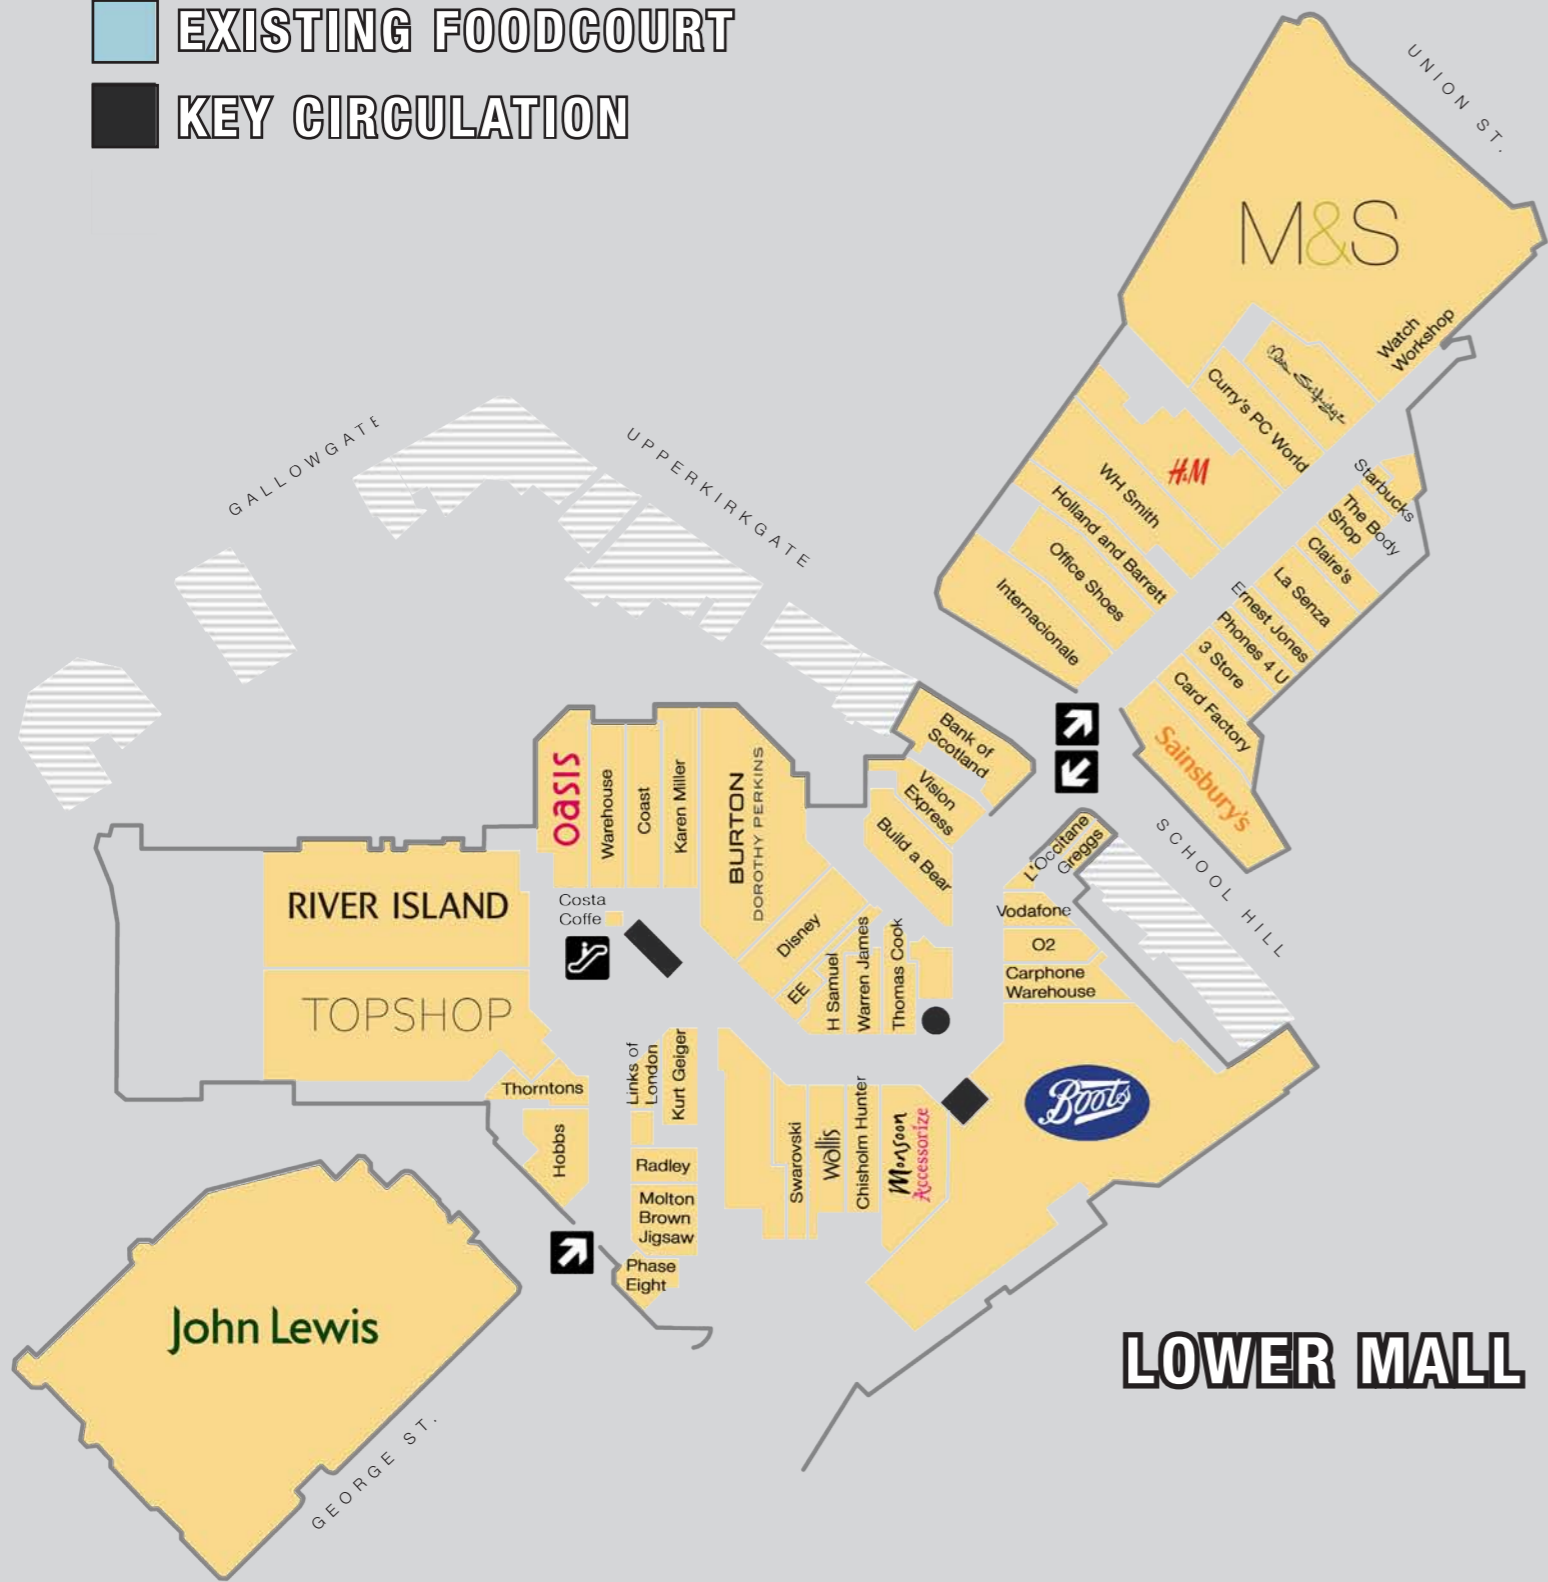 EXISTING FOODCOURT
KEY CIRCULATION
UNION ST.
M&S
Watch
Workshop
Miss Selfridge
Curry's PC World
H&M
WH Smith
Holland and Barrett
Office Shoes
Internacionale
Starbucks
The Body
Shop
Claire's
La Senza
Ernest Jones
Phones 4 U
3 Store
Card Factory
Sainsbury's
GALLOWGATE
UPPERKIRKGATE
SCHOOL HILL
Bank of
Scotland
Vision
Express
Build a Bear
L'Occitane
Greggs
Vodafone
O2
Carphone
Warehouse
Boots
oasis
Warehouse
Coast
Karen Miller
BURTON
DOROTHY PERKINS
Disney
EE
H Samuel
Warren James
Thomas Cook
RIVER ISLAND
Costa
Coffe
TOPSHOP
Thorntons
Hobbs
Links of
London
Kurt Geiger
Radley
Molton
Brown
Jigsaw
Phase
Eight
Swarovski
Wallis
Chisholm Hunter
Monsoon
Accessorize
John Lewis
GEORGE ST.
LOWER MALL